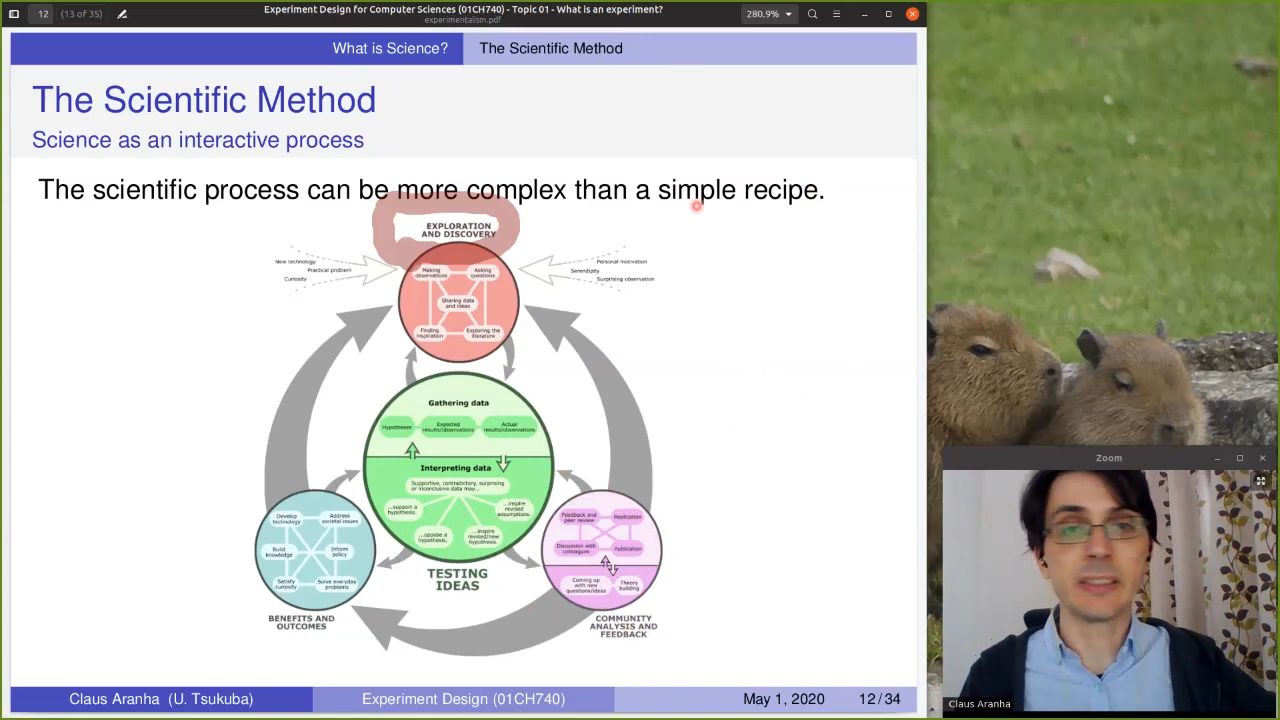 12
(13 of 35)
Experiment Design for Computer Sciences (01CH740) - Topic 01 - What is an experiment?
experimentalism.pdf
280.9%
What is Science?
The Scientific Method
The Scientific Method
Science as an interactive process
The scientific process can be more complex than a simple recipe.
EXPLORATION
AND DISCOVERY
New technology
Practical problem
Curiosity
Personal motivation
Serendipity
Surprising observation
Making
observations
Asking
questions
Sharing data
and ideas
Finding
inspiration
Exploring the
literature
Gathering data
Hypotheses
Expected
results/observations
Actual
results/observations
Interpreting data
Supportive, contradictory, surprising
or inconclusive data may...
...support a
hypothesis.
...oppose a
hypothesis.
...inspire
revised/new
hypothesis.
...inspire
revised
assumptions.
TESTING
IDEAS
Develop
technology
Address
societal issues
Build
knowledge
Inform
policy
Satisfy
curiosity
Solve everyday
problems
BENEFITS AND
OUTCOMES
Feedback and
peer review
Replication
Discussion with
colleagues
Publication
Coming up
with new
questions/ideas
Theory
building
COMMUNITY
ANALYSIS AND
FEEDBACK
Claus Aranha (U. Tsukuba)
Experiment Design (01CH740)
May 1, 2020
12/34
Zoom
Claus Aranha